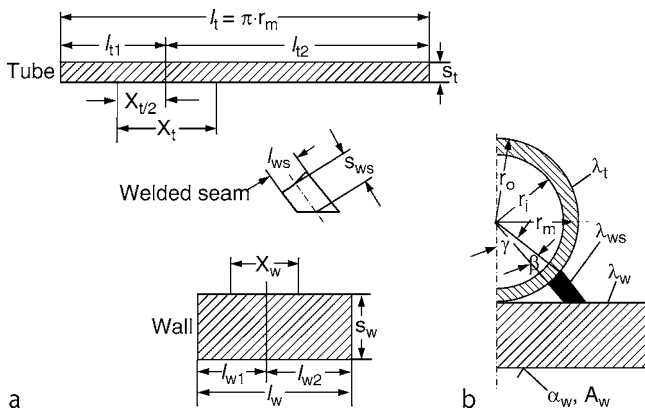 l_t = π·r_m
l_t1 l_t2
Tube s_t
X_t/2
X_t
l_ws s_ws
Welded seam
X_w
Wall s_w
l_w1 l_w2
l_w
a
r_o λ_t
r_i
r_m
λ_ws
γ β λ_w
b
α_w, A_w